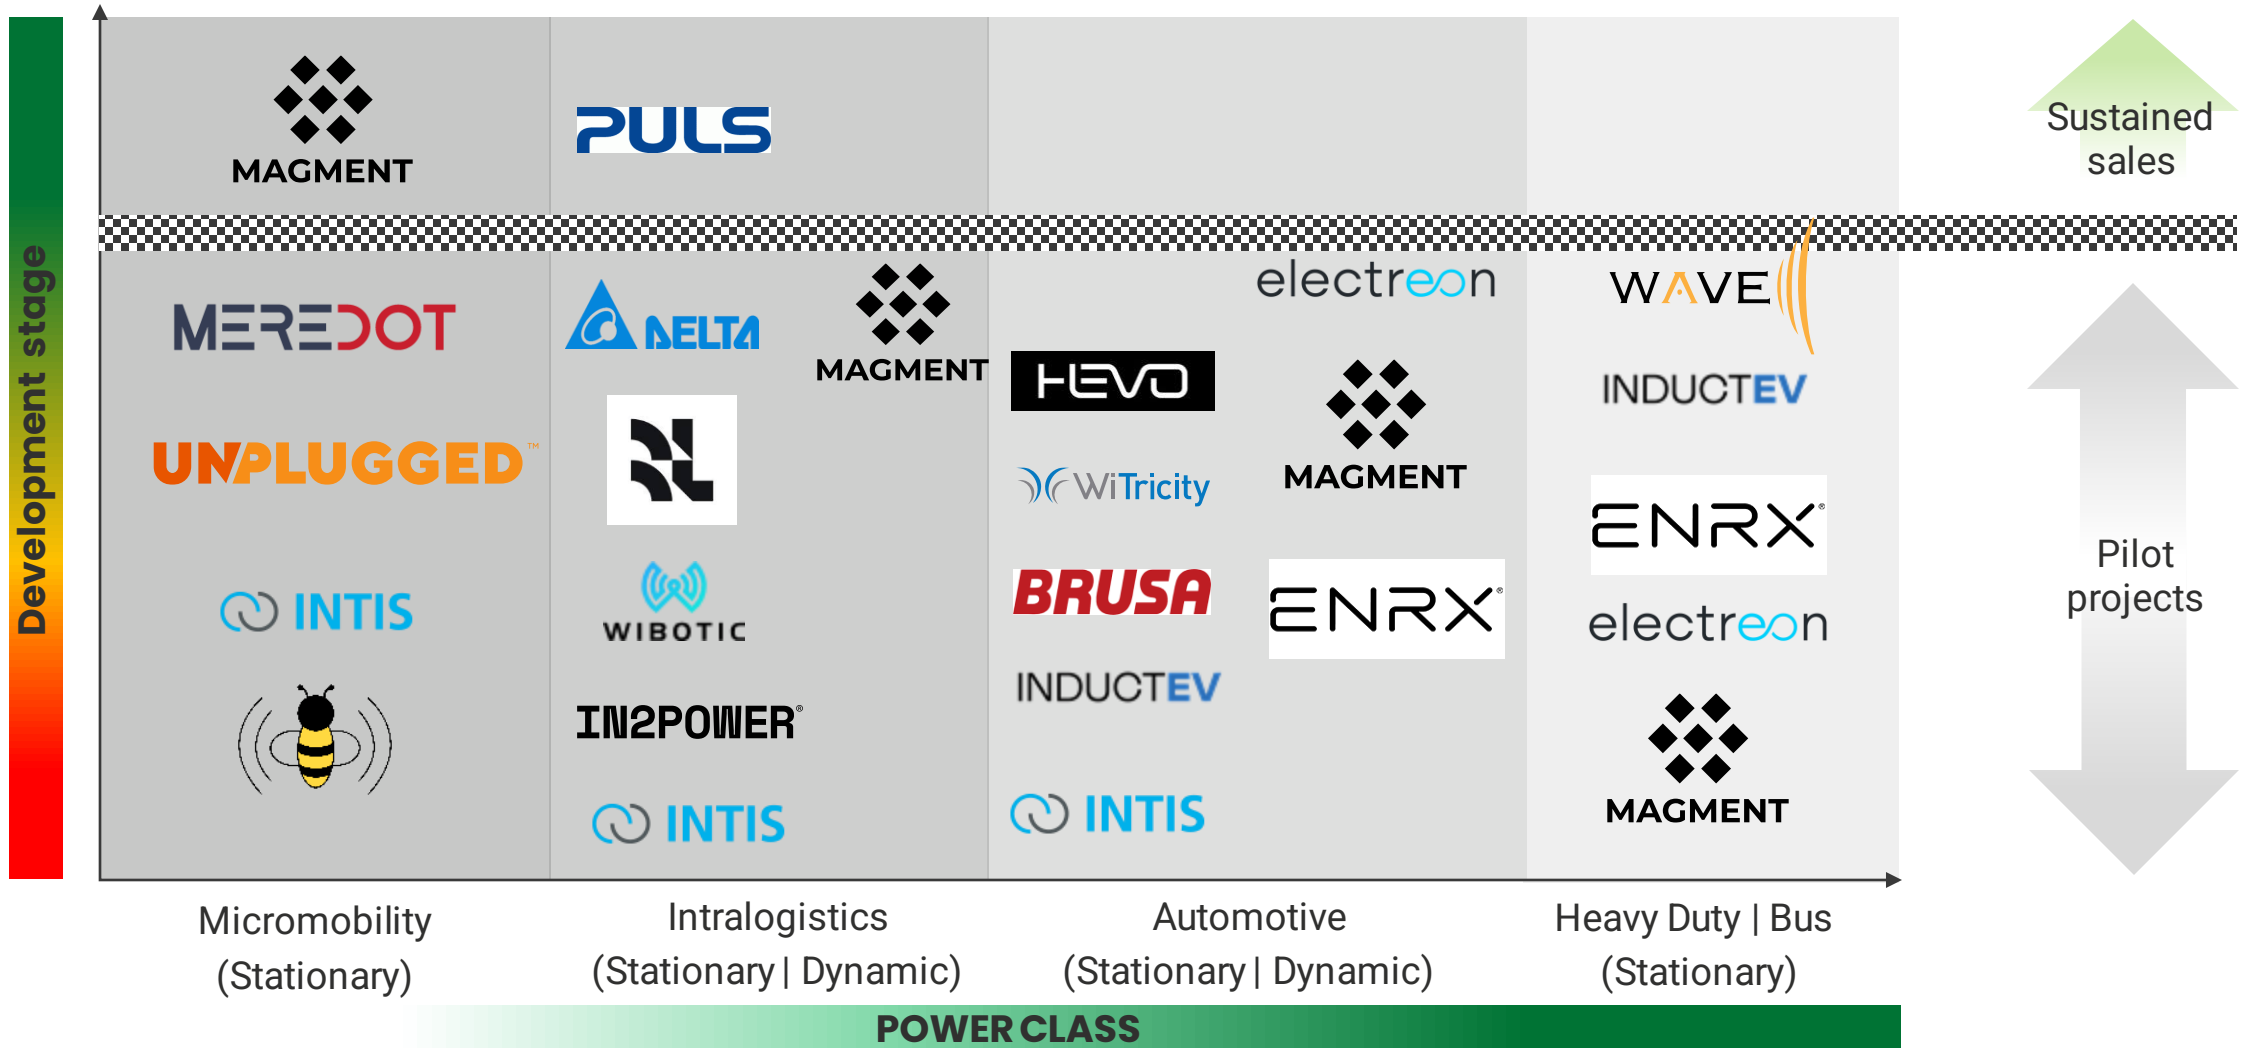 Development stage
MAGMENT
PULS
Sustained
sales
MEREDOT
UNPLUGGED™
INTIS
DELTA
MAGMENT
WIBOTIC
IN2POWER®
INTIS
electreon
HEVO
MAGMENT
WiTricity
BRUSA
ENRX®
INDUCTEV
INTIS
WAVE
INDUCTEV
ENRX®
electreon
MAGMENT
Pilot
projects
Micromobility
(Stationary)
Intralogistics
(Stationary | Dynamic)
Automotive
(Stationary | Dynamic)
Heavy Duty | Bus
(Stationary)
POWER CLASS